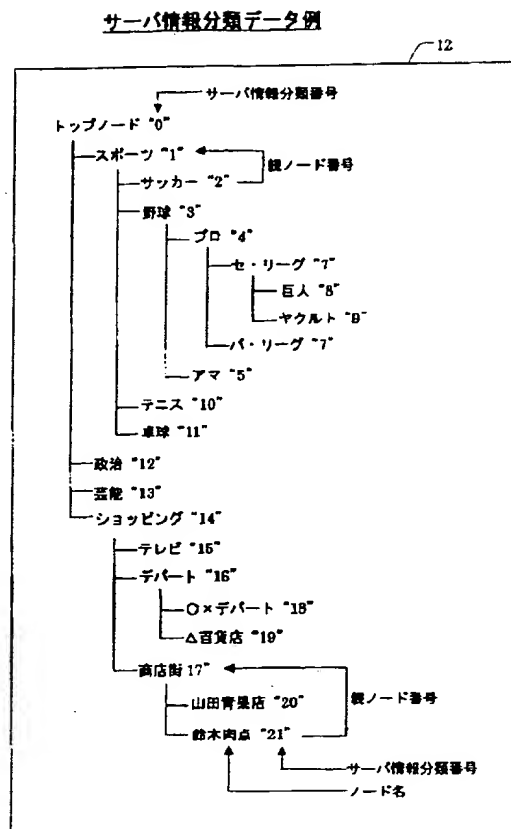 サーバ情報分類データ例
12
サーバ情報分類番号
トップノード "0"
スポーツ "1"
親ノード番号
サッカー "2"
野球 "3"
プロ "4"
セ・リーグ "7"
巨人 "8"
ヤクルト "9"
パ・リーグ "7"
アマ "5"
テニス "10"
卓球 "11"
政治 "12"
芸能 "13"
ショッピング "14"
テレビ "15"
デパート "16"
○×デパート "18"
△百貨店 "19"
商店街 17"
親ノード番号
山田青果店 "20"
鈴木肉点 "21"
サーバ情報分類番号
ノード名